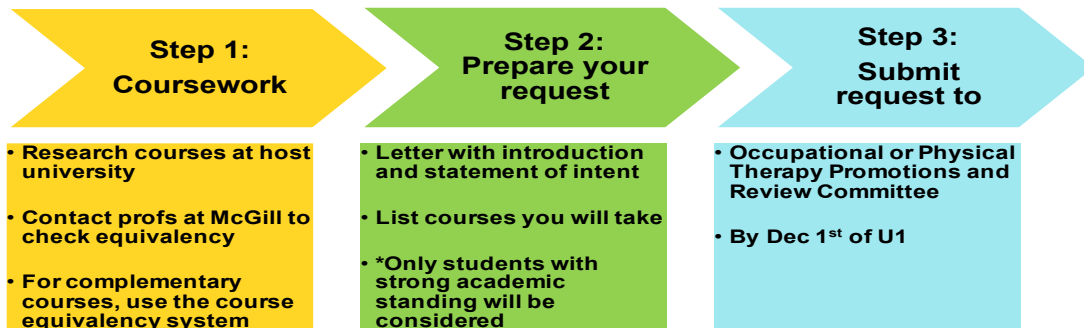 Step 1:
Coursework
• Research courses at host
university
• Contact profs at McGill to
check equivalency
• For complementary
courses, use the course
equivalency system
Step 2:
Prepare your
request
• Letter with introduction
and statement of intent
• List courses you will take
• *Only students with
strong academic
standing will be
considered
Step 3:
Submit
request to
• Occupational or Physical
Therapy Promotions and
Review Committee
• By Dec 1st of U1